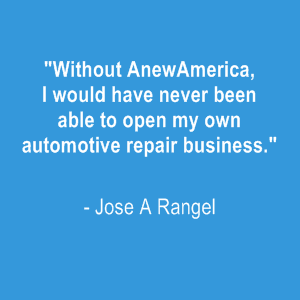 "Without AnewAmerica,
I would have never been
able to open my own
automotive repair business."
- Jose A Rangel